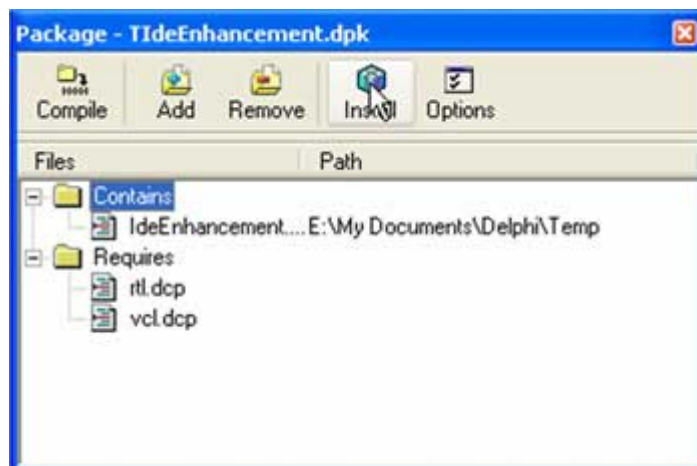 Package - TIdeEnhancement.dpk
Compile Add Remove Install Options
Files Path
Contains
IdeEnhancement.... E:\My Documents\Delphi\Temp
Requires
rtl.dcp
vcl.dcp